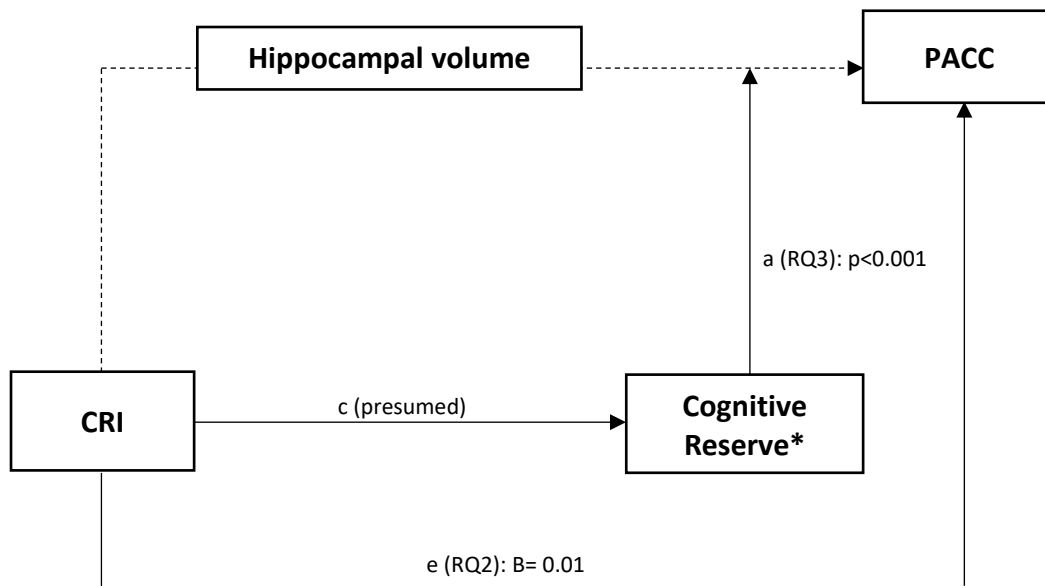 Hippocampal volume
PACC
a (RQ3): p<0.001
CRI
c (presumed)
Cognitive
Reserve*
e (RQ2): B= 0.01